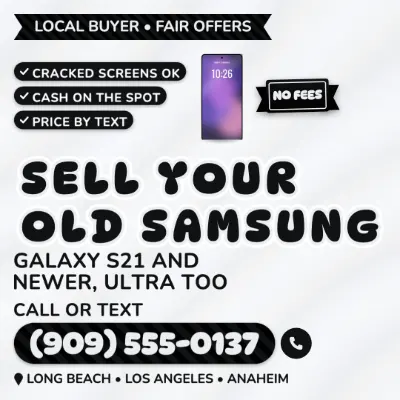 LOCAL BUYER • FAIR OFFERS
CRACKED SCREENS OK
CASH ON THE SPOT
PRICE BY TEXT
10:26
NO FEES
SELL YOUR
OLD SAMSUNG
GALAXY S21 AND
NEWER, ULTRA TOO
CALL OR TEXT
(909) 555-0137
LONG BEACH • LOS ANGELES • ANAHEIM